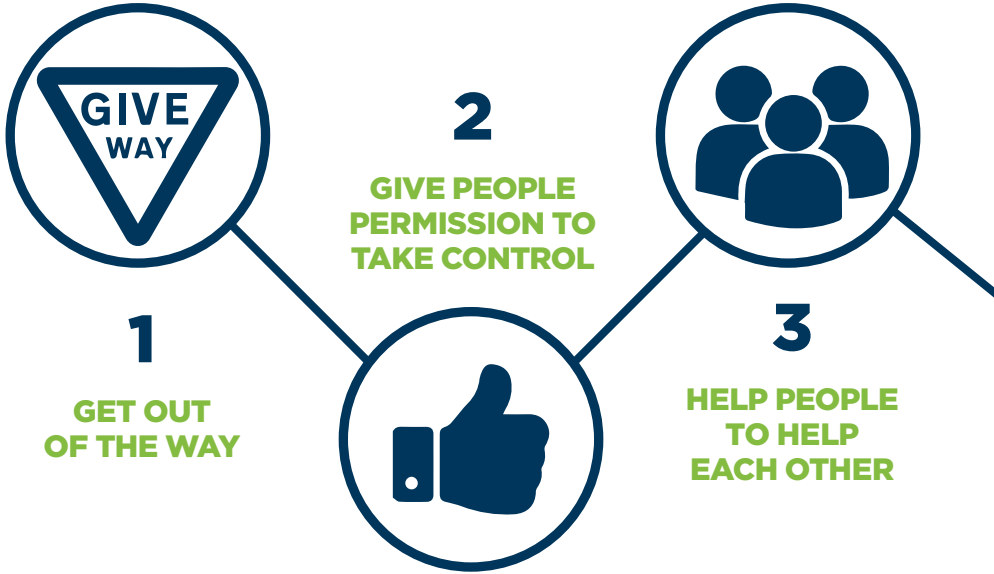 GIVE
WAY
1
GET OUT
OF THE WAY
2
GIVE PEOPLE
PERMISSION TO
TAKE CONTROL
3
HELP PEOPLE
TO HELP
EACH OTHER